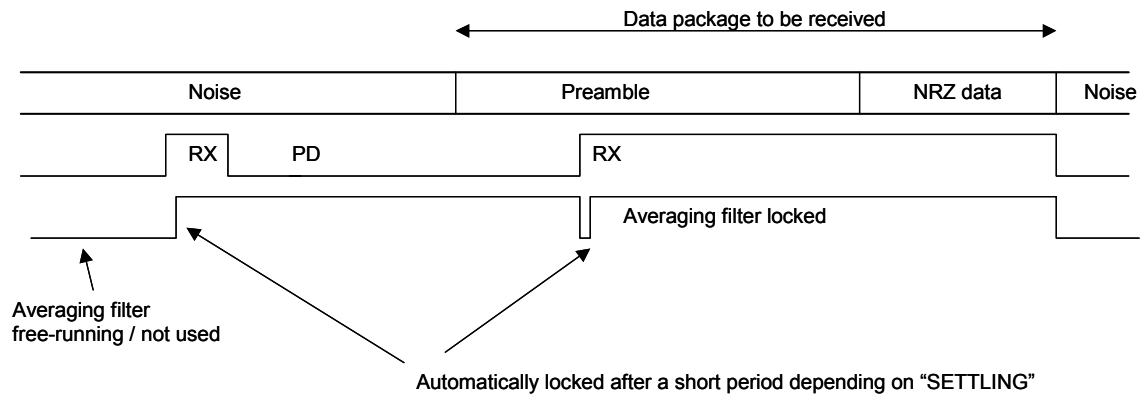 Data package to be received
Noise
Preamble
NRZ data
Noise
RX
PD
RX
Averaging filter locked
Averaging filter
free-running / not used
Automatically locked after a short period depending on “SETTLING”